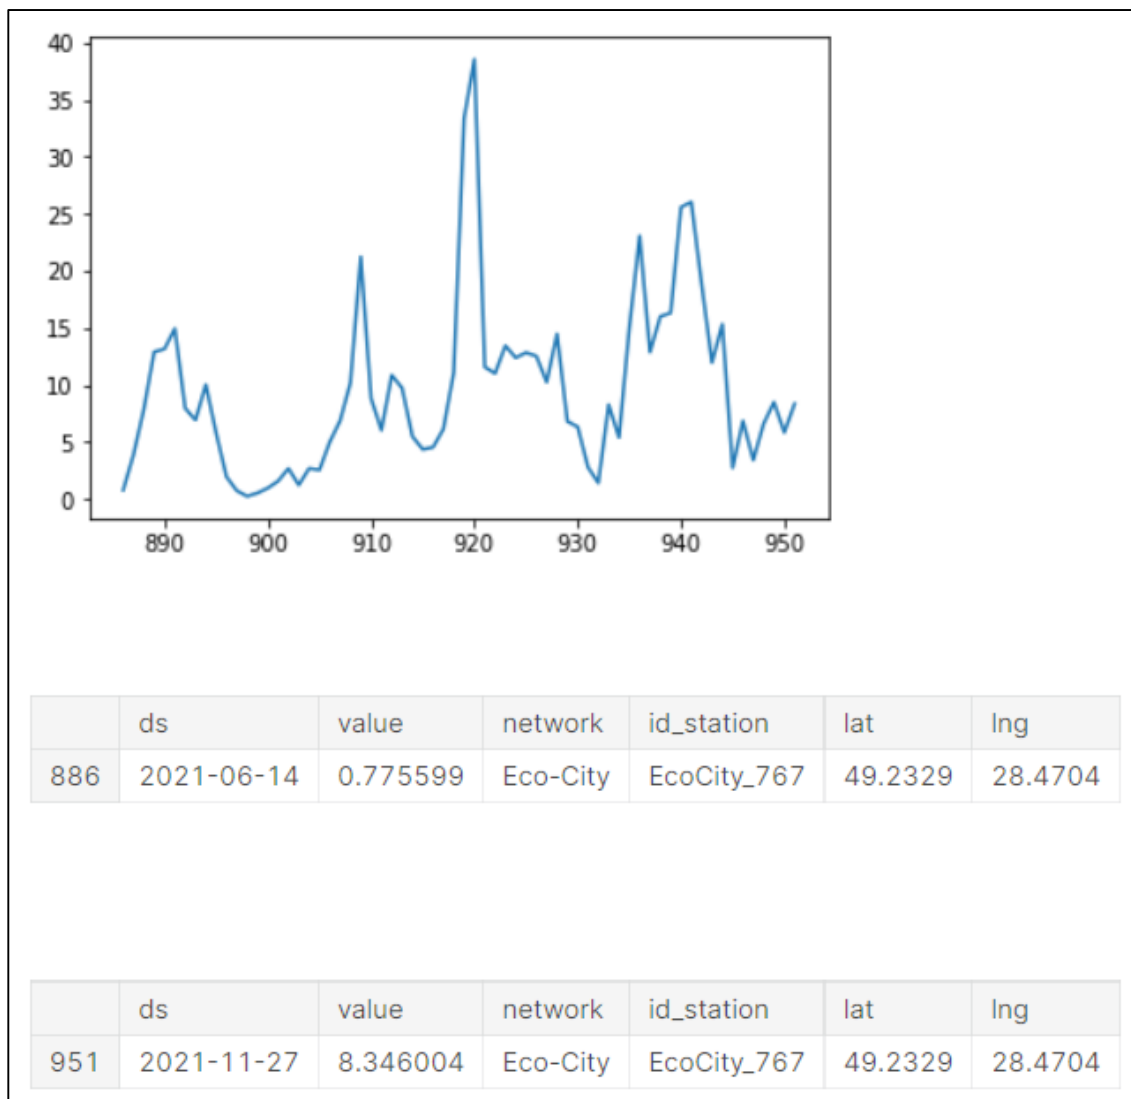 40
35
30
25
20
15
10
5
0
890 900 910 920 930 940 950
ds value network id_station lat lng
886 2021-06-14 0.775599 Eco-City EcoCity_767 49.2329 28.4704
ds value network id_station lat lng
951 2021-11-27 8.346004 Eco-City EcoCity_767 49.2329 28.4704